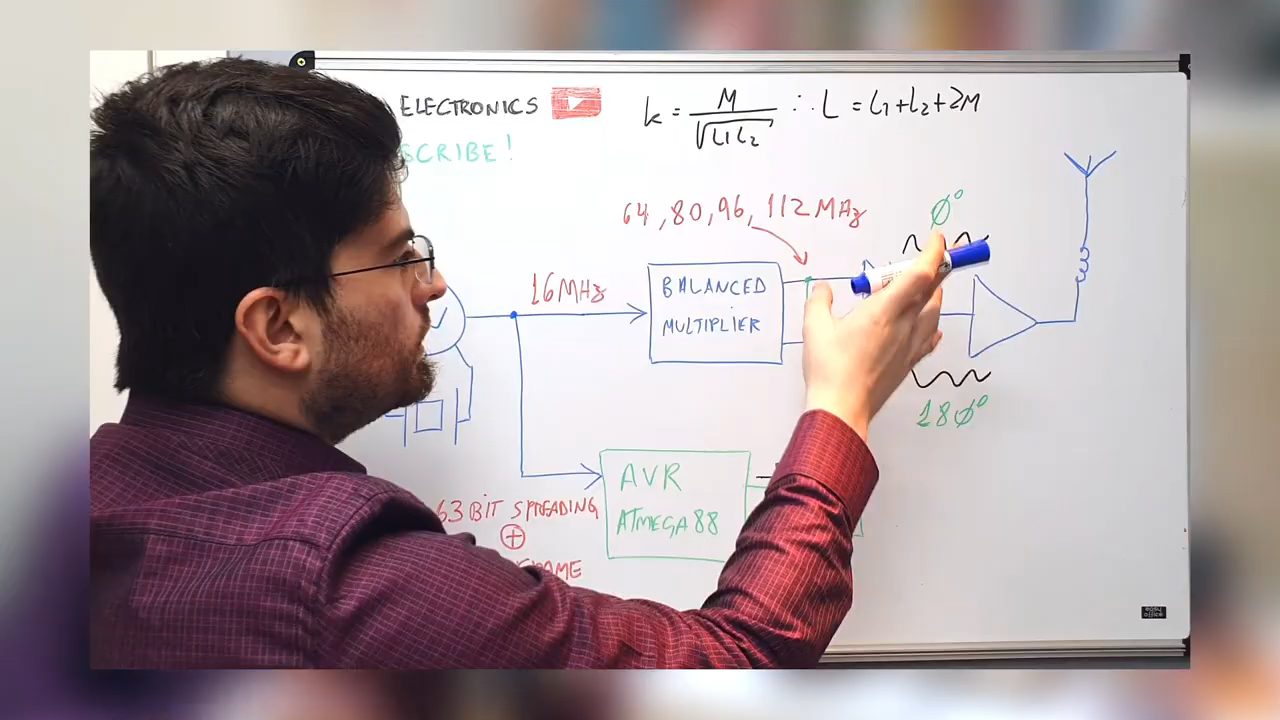 ELECTRONICS
SCRIBE!
k = M / √L1L2 ∴ L = L1+L2+2M
64, 80, 96, 112 MHz
Ø°
16MHz
BALANCED
MULTIPLIER
18Ø°
AVR
ATMEGA88
63 BIT SPREADING
+